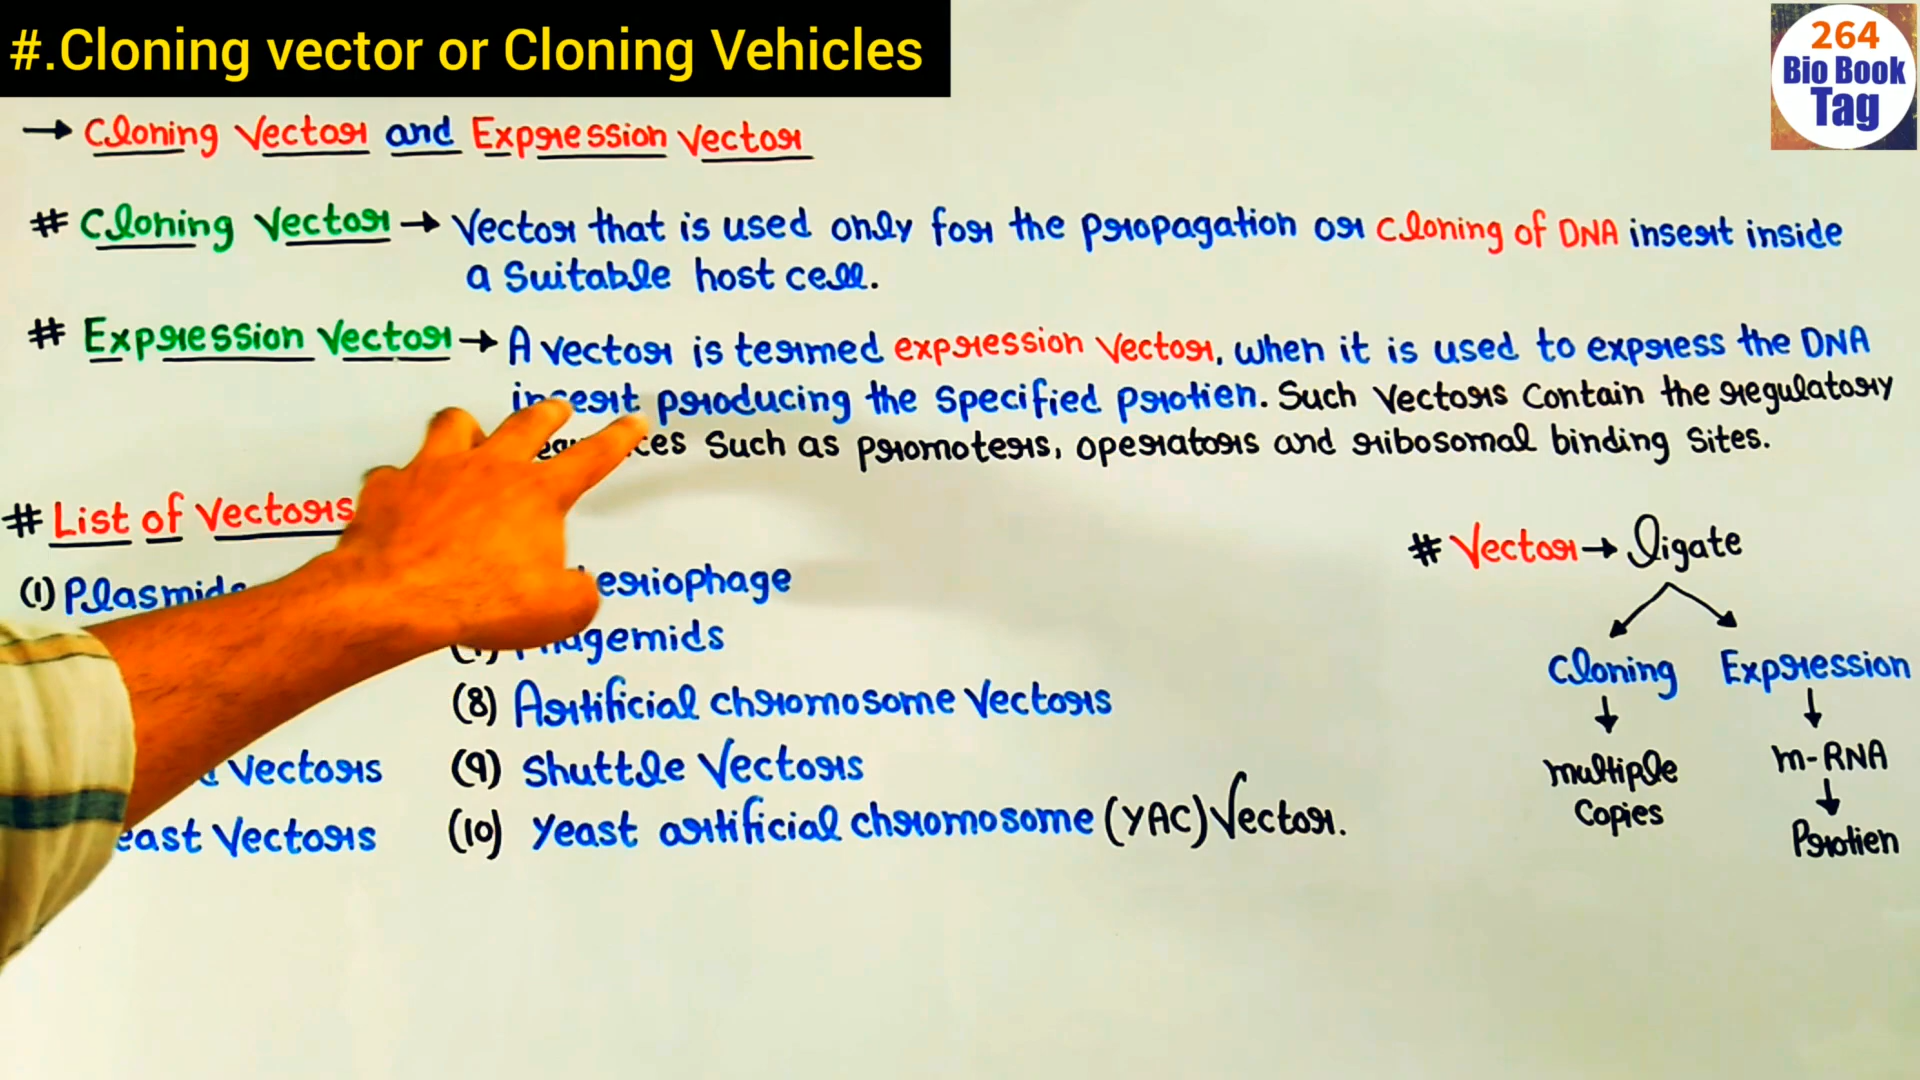 #.Cloning vector or Cloning Vehicles
264
Bio Book
Tag
→ Cloning Vector and Expression Vector
# Cloning Vector → Vector that is used only for the propagation or Cloning of DNA insert inside
a Suitable host cell.
# Expression Vector → A Vector is termed expression Vector, when it is used to express the DNA
insert producing the Specified Protien. Such Vectors Contain the regulatory
Such as promoters, operators and ribosomal binding Sites.
# List of Vectors
(1) Plasmids
(8) Artificial chromosome Vectors
Vectors (9) Shuttle Vectors
Vectors (10) Yeast artificial chromosome (YAC) Vector.
# Vector → ligate
Cloning Expression
↓ ↓
multiple m-RNA
Copies ↓
Protien